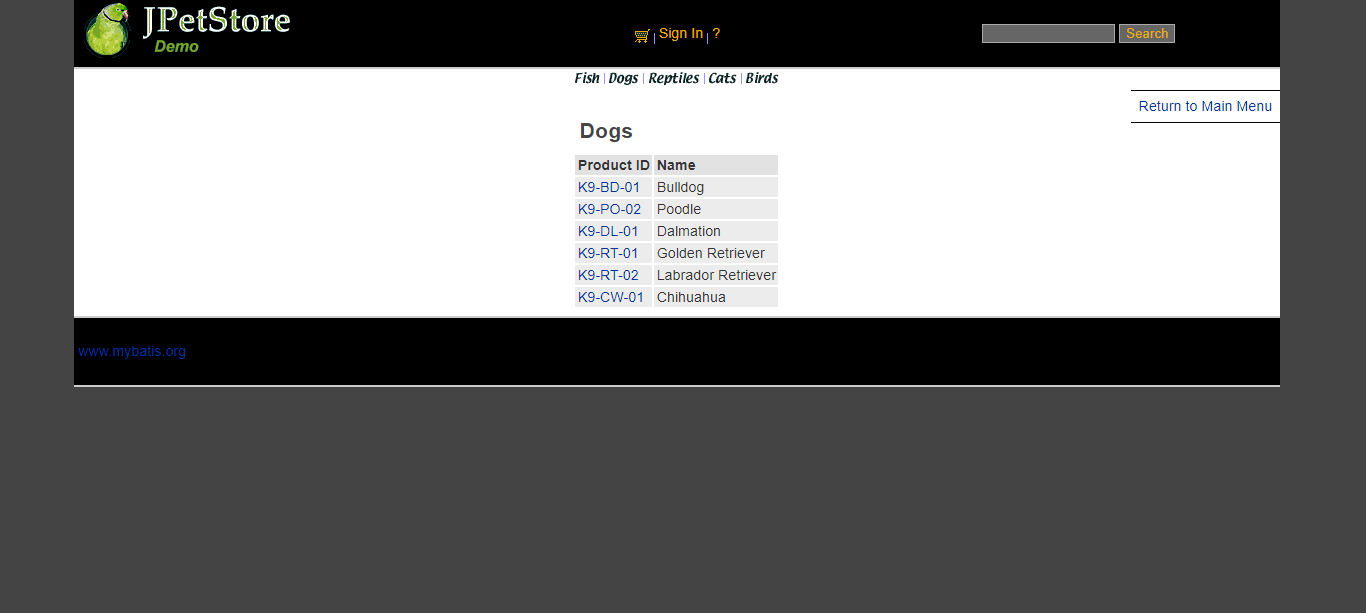 JPetStore
Demo
Sign In | ?
Search
Fish | Dogs | Reptiles | Cats | Birds
Return to Main Menu
Dogs
Product ID Name
K9-BD-01 Bulldog
K9-PO-02 Poodle
K9-DL-01 Dalmation
K9-RT-01 Golden Retriever
K9-RT-02 Labrador Retriever
K9-CW-01 Chihuahua
www.mybatis.org